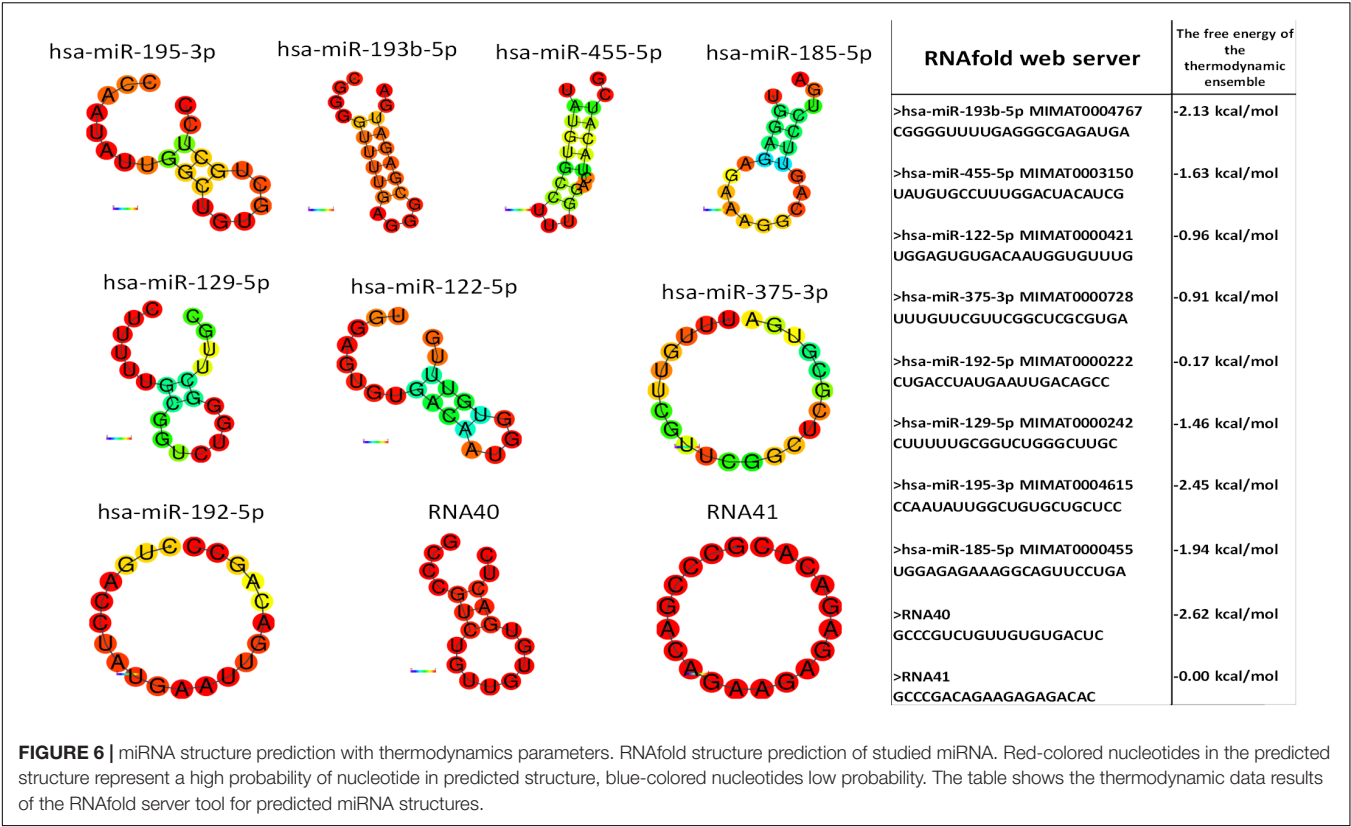 hsa-miR-195-3p
hsa-miR-193b-5p
hsa-miR-455-5p
hsa-miR-185-5p
hsa-miR-129-5p
hsa-miR-122-5p
hsa-miR-375-3p
hsa-miR-192-5p
RNA40
RNA41
RNAfold web server
The free energy of
the
thermodynamic
ensemble
>hsa-miR-193b-5p MIMAT0004767
CGGGGUUUUGAGGGCGAGAUGA
-2.13 kcal/mol
>hsa-miR-455-5p MIMAT0003150
UAUGUGCCUUUGGACUACAUCG
-1.63 kcal/mol
>hsa-miR-122-5p MIMAT0000421
UGGAGUGUGACAAUGGUGUUUG
-0.96 kcal/mol
>hsa-miR-375-3p MIMAT0000728
UUUGUUCGUUCGGCUCGCGUGA
-0.91 kcal/mol
>hsa-miR-192-5p MIMAT0000222
CUGACCUAUGAAUUGACAGCC
-0.17 kcal/mol
>hsa-miR-129-5p MIMAT0000242
CUUUUUGCGGUCUGGGCUUGC
-1.46 kcal/mol
>hsa-miR-195-3p MIMAT0004615
CCAAUAUUGGCUGUGCUGCUCC
-2.45 kcal/mol
>hsa-miR-185-5p MIMAT0000455
UGGAGAGAAAGGCAGUUCCUGA
-1.94 kcal/mol
>RNA40
GCCCGUCUGUUGUGUGACUC
-2.62 kcal/mol
>RNA41
GCCCGACAGAAGAGAGACAC
-0.00 kcal/mol
FIGURE 6 | miRNA structure prediction with thermodynamics parameters. RNAfold structure prediction of studied miRNA. Red-colored nucleotides in the predicted
structure represent a high probability of nucleotide in predicted structure, blue-colored nucleotides low probability. The table shows the thermodynamic data results
of the RNAfold server tool for predicted miRNA structures.